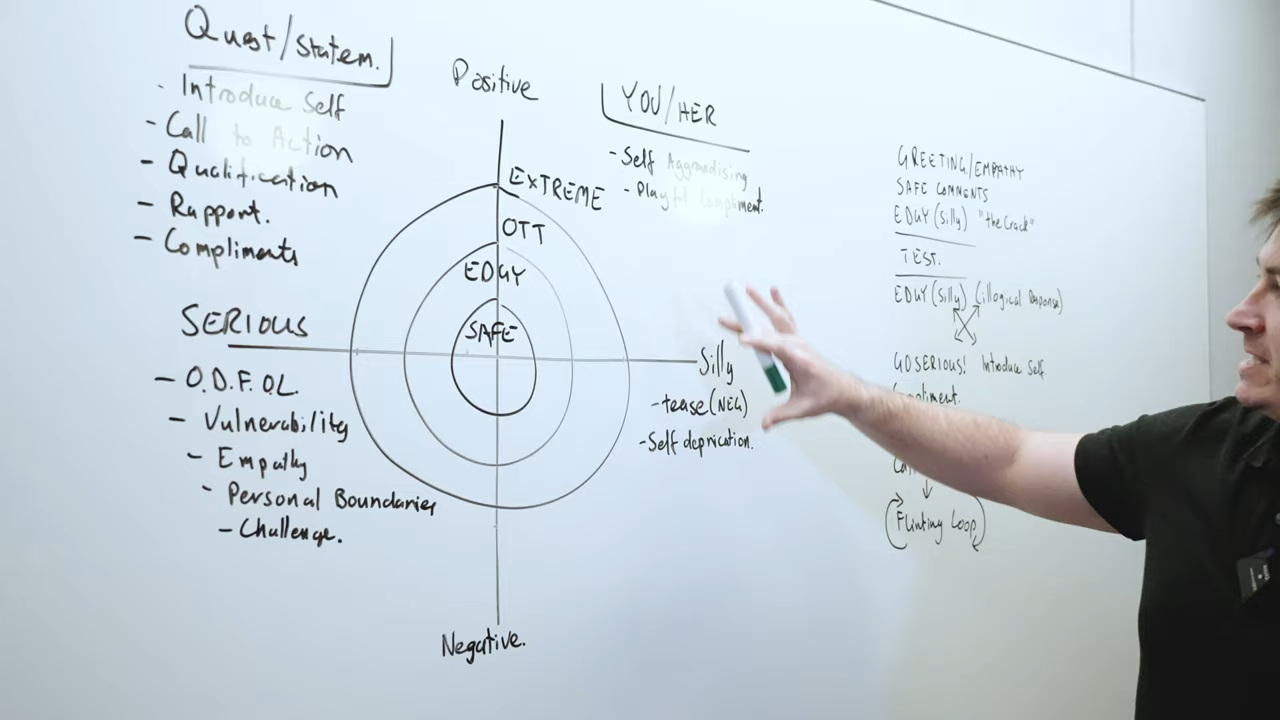 Quest/Statem.
- Introduce Self
- Call to Action
- Qualification
- Rapport.
- Compliments
SERIOUS
- O.D.F.O.L.
- Vulnerability
- Empathy
- Personal Boundaries
- Challenge.
Positive
EXTREME
OTT
EDGY
SAFE
Negative.
YOU/HER
- Self Aggrandising
- Playful Compliment.
Silly
- tease (NEG)
- Self deprication.
GREETING/EMPATHY
SAFE COMMENTS
EDGY (silly) "the Crack"
TEST.
EDGY (silly) (illogical Response)
GO SERIOUS! Introduce Self.
Flirting Loop